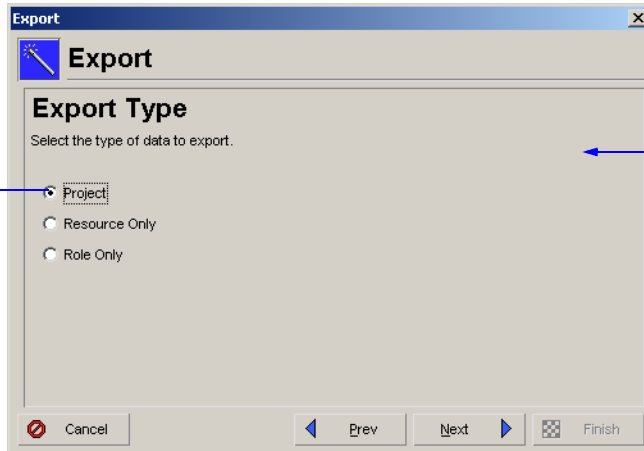 Export
Export
Export Type
Select the type of data to export.
Project
Resource Only
Role Only
Cancel
Prev
Next
Finish